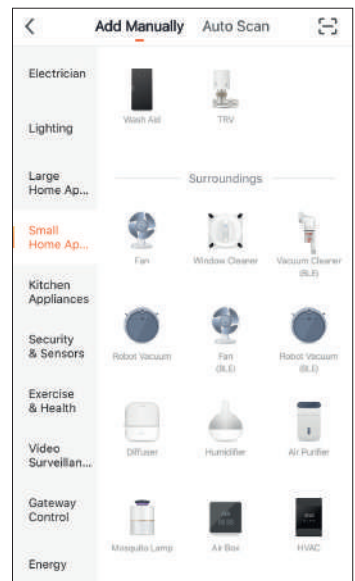 Add Manually Auto Scan
Electrician
Wash Aid TRV
Lighting
Large
Home Ap...
Surroundings
Small
Home Ap...
Fan Window Cleaner Vacuum Cleaner
(BLE)
Kitchen
Appliances
Security
& Sensors
Robot Vacuum Fan Robot Vacuum
(BLE) (BLE)
Exercise
& Health
Video
Surveillan...
Diffuser Humidifier Air Purifier
Gateway
Control
Mosquito Lamp Air Box HVAC
Energy